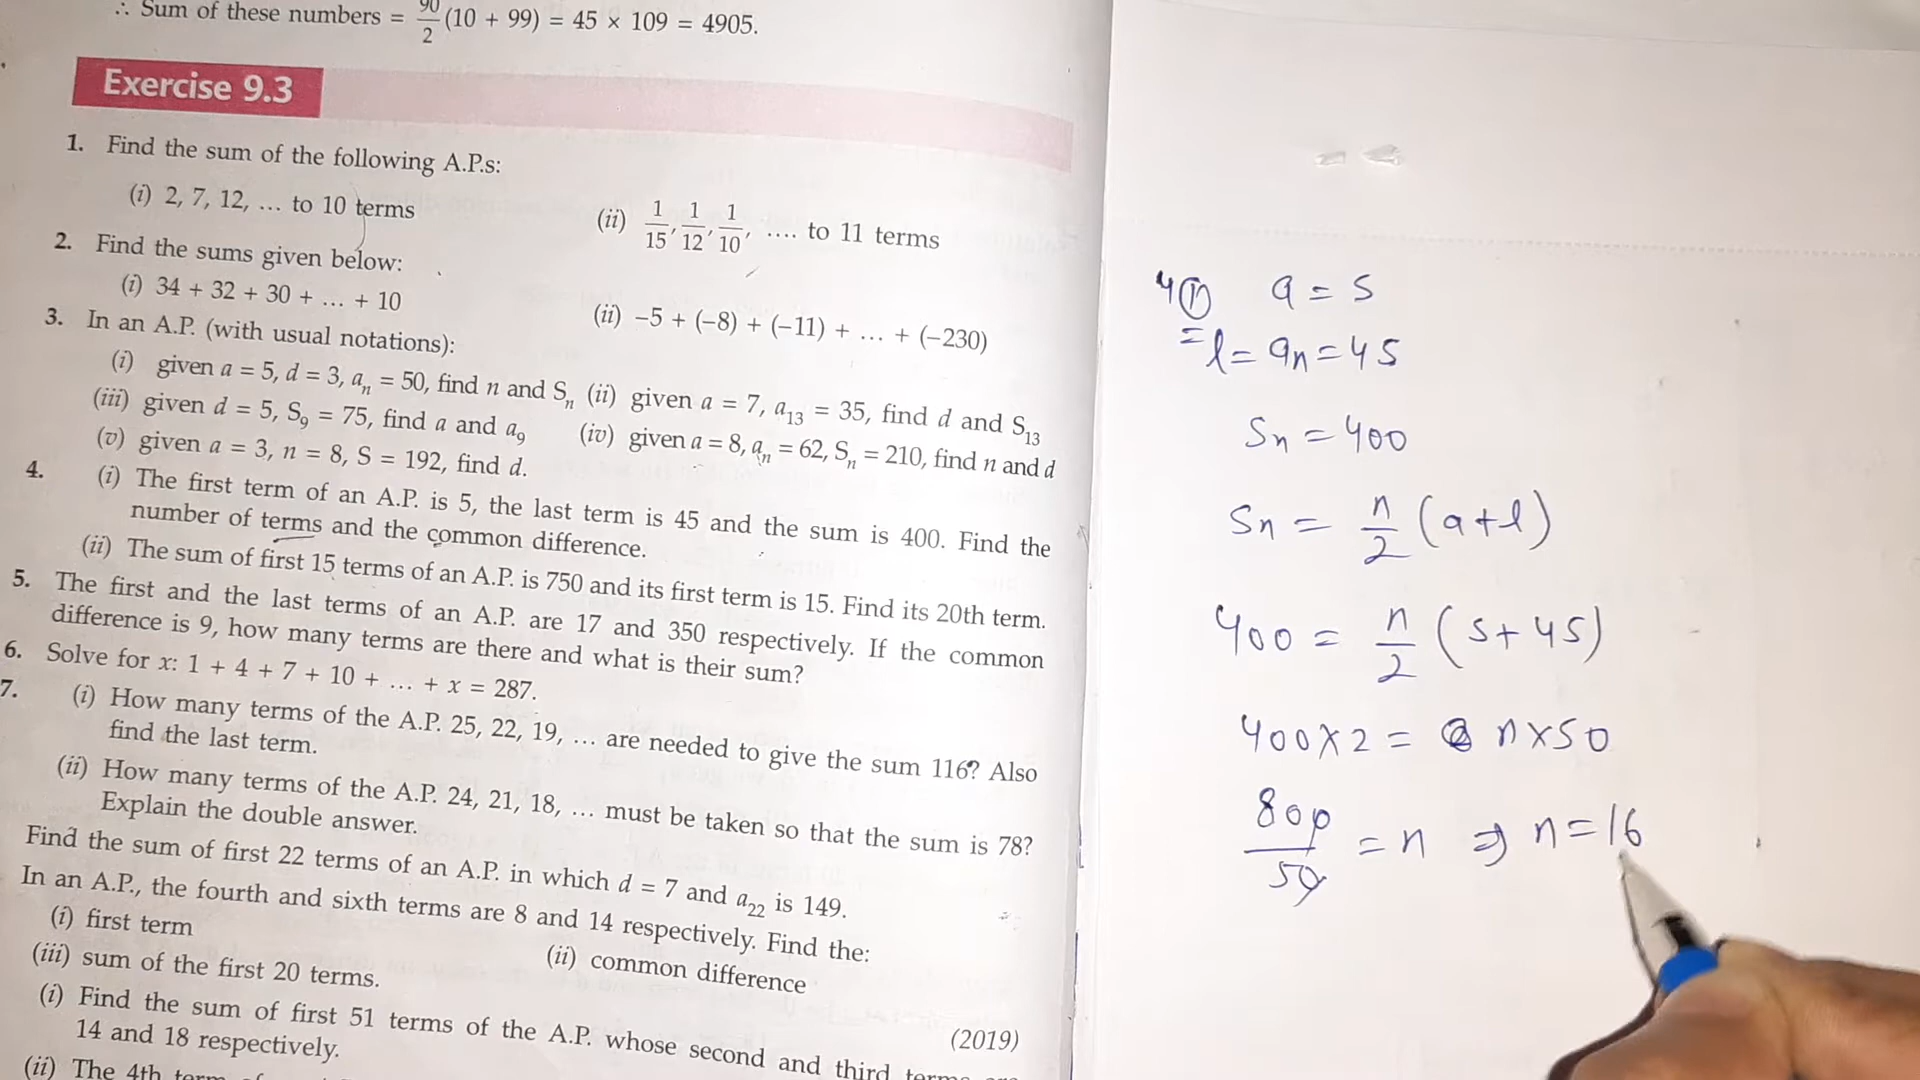 ∴ Sum of these numbers = 90/2 (10 + 99) = 45 × 109 = 4905.
Exercise 9.3
1. Find the sum of the following A.P.s:
(i) 2, 7, 12, ... to 10 terms
(ii) 1/15, 1/12, 1/10, .... to 11 terms
2. Find the sums given below:
(i) 34 + 32 + 30 + ... + 10
(ii) –5 + (–8) + (–11) + ... + (–230)
3. In an A.P. (with usual notations):
(i) given a = 5, d = 3, aₙ = 50, find n and Sₙ (ii) given a = 7, a₁₃ = 35, find d and S₁₃
(iii) given d = 5, S₉ = 75, find a and a₉
(iv) given a = 8, aₙ = 62, Sₙ = 210, find n and d
(v) given a = 3, n = 8, S = 192, find d.
4. (i) The first term of an A.P. is 5, the last term is 45 and the sum is 400. Find the
number of terms and the common difference.
(ii) The sum of first 15 terms of an A.P. is 750 and its first term is 15. Find its 20th term.
5. The first and the last terms of an A.P. are 17 and 350 respectively. If the common
difference is 9, how many terms are there and what is their sum?
6. Solve for x: 1 + 4 + 7 + 10 + ... + x = 287.
7. (i) How many terms of the A.P. 25, 22, 19, ... are needed to give the sum 116? Also
find the last term.
(ii) How many terms of the A.P. 24, 21, 18, ... must be taken so that the sum is 78?
Explain the double answer.
Find the sum of first 22 terms of an A.P. in which d = 7 and a₂₂ is 149.
In an A.P., the fourth and sixth terms are 8 and 14 respectively. Find the:
(i) first term
(ii) common difference
(iii) sum of the first 20 terms.
(2019)
(i) Find the sum of first 51 terms of the A.P. whose second and third terms
14 and 18 respectively.
(ii) The 4th term
4 (i) a = 5
= l = aₙ = 45
Sₙ = 400
Sₙ = n/2 (a+l)
400 = n/2 (5+45)
400×2 = n×50
800/50 = n ⇒ n = 16